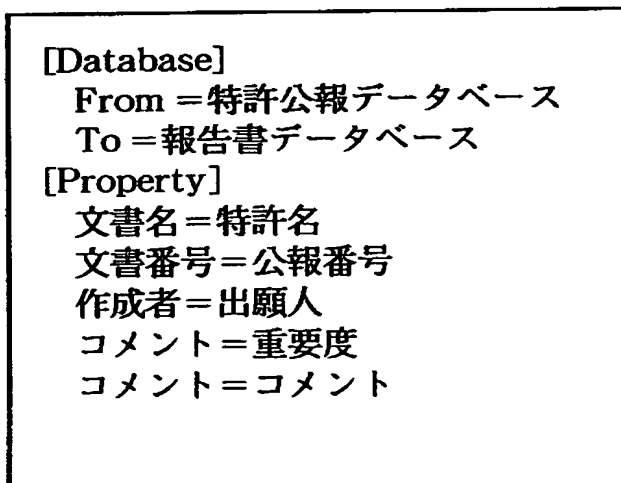 [Database]
From＝特許公報データベース
To＝報告書データベース
[Property]
文書名＝特許名
文書番号＝公報番号
作成者＝出願人
コメント＝重要度
コメント＝コメント